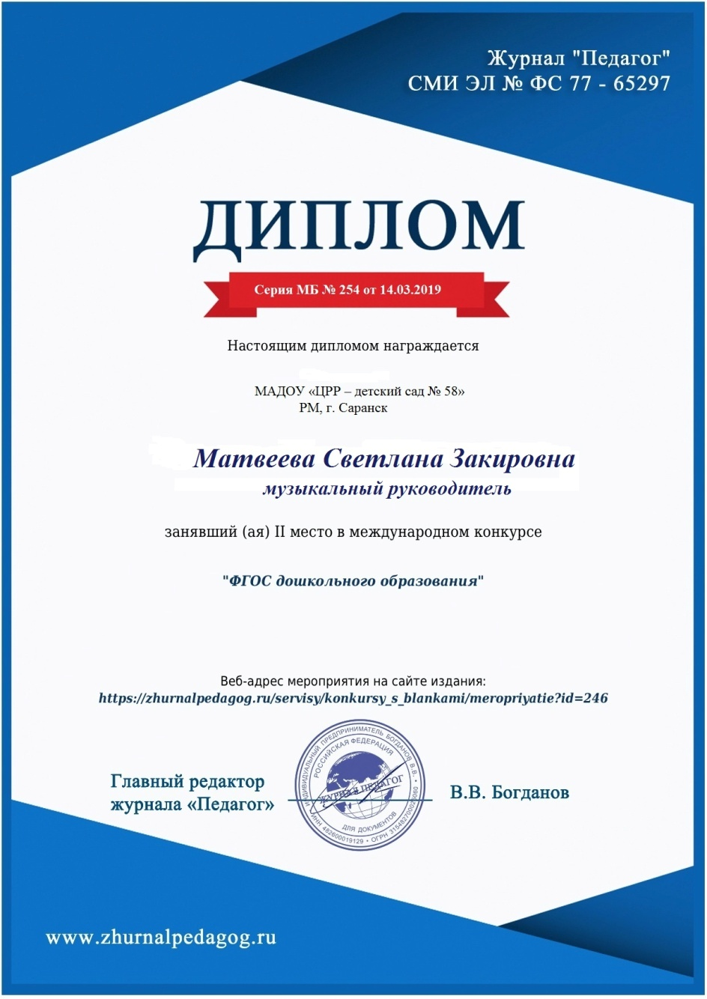 Журнал "Педагог"
СМИ ЭЛ № ФС 77 - 65297
ДИПЛОМ
Серия МБ № 254 от 14.03.2019
Настоящим дипломом награждается
МАДОУ «ЦРР – детский сад № 58»
РМ, г. Саранск
Матвеева Светлана Закировна
музыкальный руководитель
занявший (ая) II место в международном конкурсе
"ФГОС дошкольного образования"
Веб-адрес мероприятия на сайте издания:
https://zhurnalpedagog.ru/servisy/konkursy_s_blankami/meropriyatie?id=246
ИНДИВИДУАЛЬНЫЙ ПРЕДПРИНИМАТЕЛЬ БОГДАНОВ В.В.
РОССИЙСКАЯ ФЕДЕРАЦИЯ
ЖУРНАЛ ПЕДАГОГ
ДЛЯ ДОКУМЕНТОВ
ИНН 482600019129 • ОГРН
Главный редактор
журнала «Педагог»
В.В. Богданов
www.zhurnalpedagog.ru